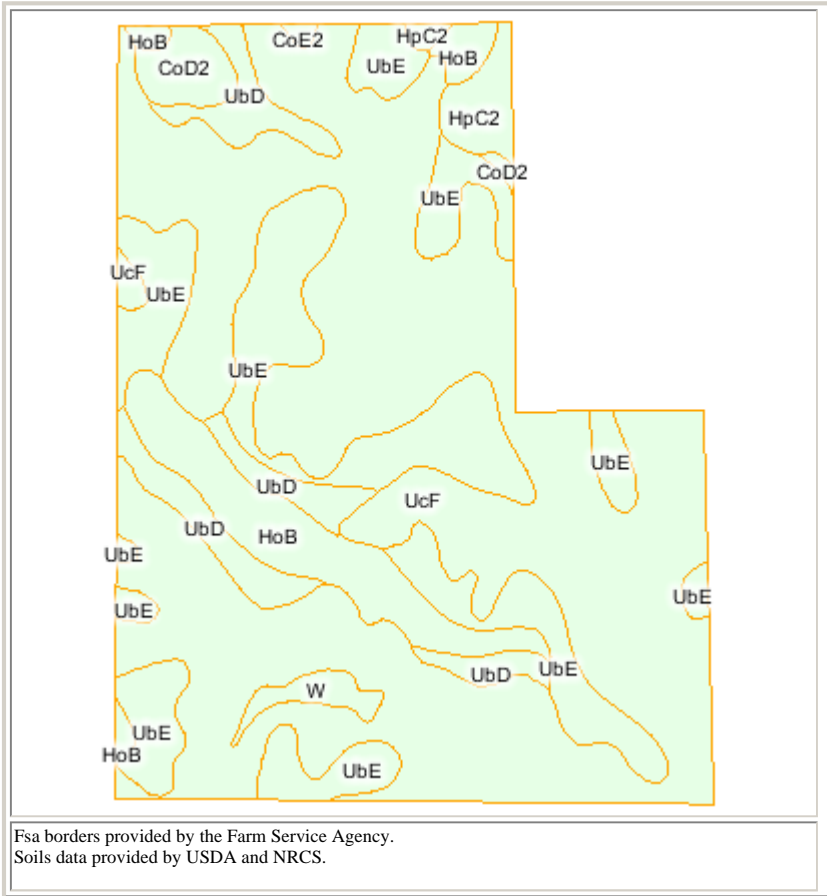 HpC2
HoB
CoE2
HoB
UbE
CoD2
UbD
HpC2
CoD2
UbE
UcF
UbE
UbE
UbE
UbD
UcF
UbD
HoB
UbE
UbE
UbE
UbE
UbD
W
UbE
HoB
UbE
Fsa borders provided by the Farm Service Agency.
Soils data provided by USDA and NRCS.